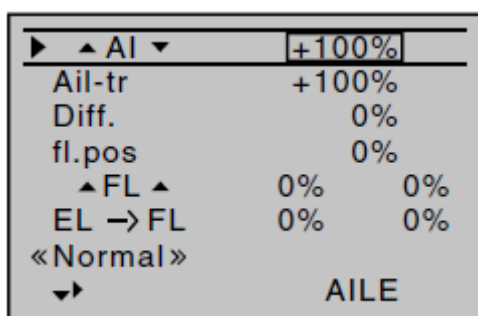 ▶ ▲ AI ▼ +100%
Ail-tr +100%
Diff. 0%
fl.pos 0%
▲ FL ▲ 0% 0%
EL –> FL 0% 0%
«Normal»
▼▶ AILE